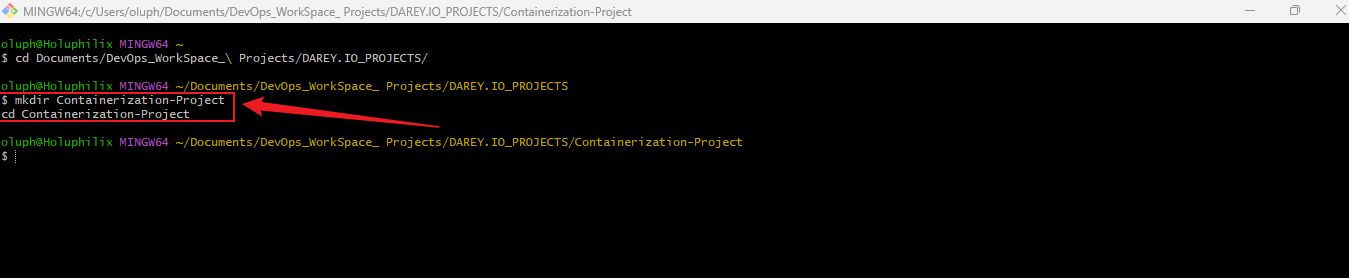 MINGW64:/c/Users/oluph/Documents/DevOps_WorkSpace_ Projects/DAREY.IO_PROJECTS/Containerization-Project
oluph@Holuphilix MINGW64 ~
$ cd Documents/DevOps_WorkSpace_\ Projects/DAREY.IO_PROJECTS/
oluph@Holuphilix MINGW64 ~/Documents/DevOps_WorkSpace_ Projects/DAREY.IO_PROJECTS
$ mkdir Containerization-Project
cd Containerization-Project
oluph@Holuphilix MINGW64 ~/Documents/DevOps_WorkSpace_ Projects/DAREY.IO_PROJECTS/Containerization-Project
$